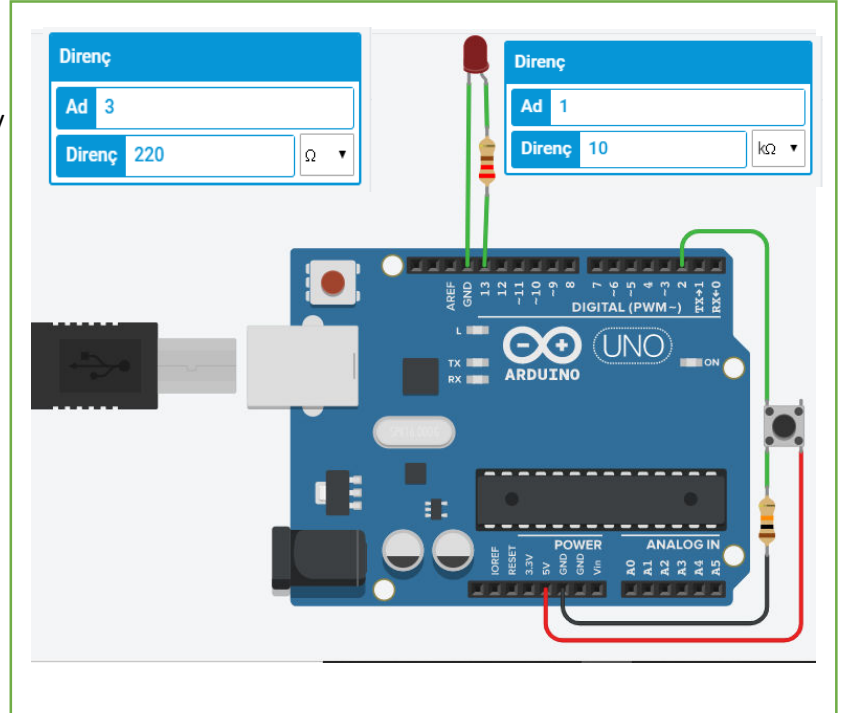 Direnç
Ad 3
Direnç 220 Ω
Direnç
Ad 1
Direnç 10 kΩ
AREF
GND
13
12
~11
~10
~9
8
7
~6
~5
4
~3
2
TX→1
RX←0
DIGITAL (PWM~)
L
TX
RX
ARDUINO
UNO
ON
IOREF
RESET
3.3V
5V
GND
GND
Vin
POWER
ANALOG IN
A0
A1
A2
A3
A4
A5